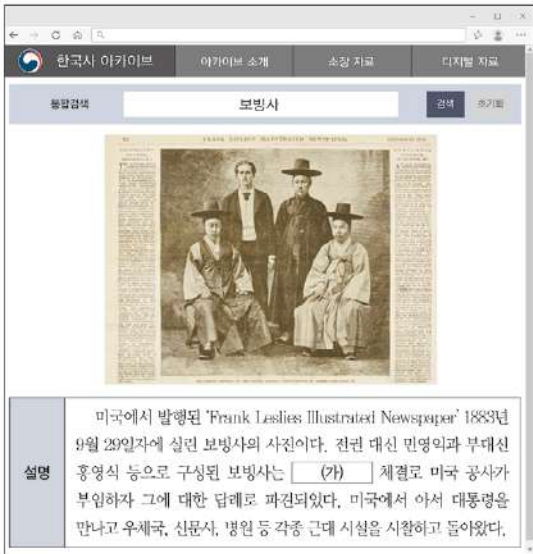 한국사 아카이브
아카이브 소개
소장 자료
디지털 자료
통합검색
보빙사
검색
초기화
FRANK LESLIE'S ILLUSTRATED NEWSPAPER
설명
미국에서 발행된 'Frank Leslies Illustrated Newspaper' 1883년
9월 29일자에 실린 보빙사의 사진이다. 전권 대신 민영익과 부대신
홍영식 등으로 구성된 보빙사는 (가) 체결로 미국 공사가
부임하자 그에 대한 답례로 파견되었다. 미국에서 아서 대통령을
만나고 우체국, 신문사, 병원 등 각종 근대 시설을 시찰하고 돌아왔다.